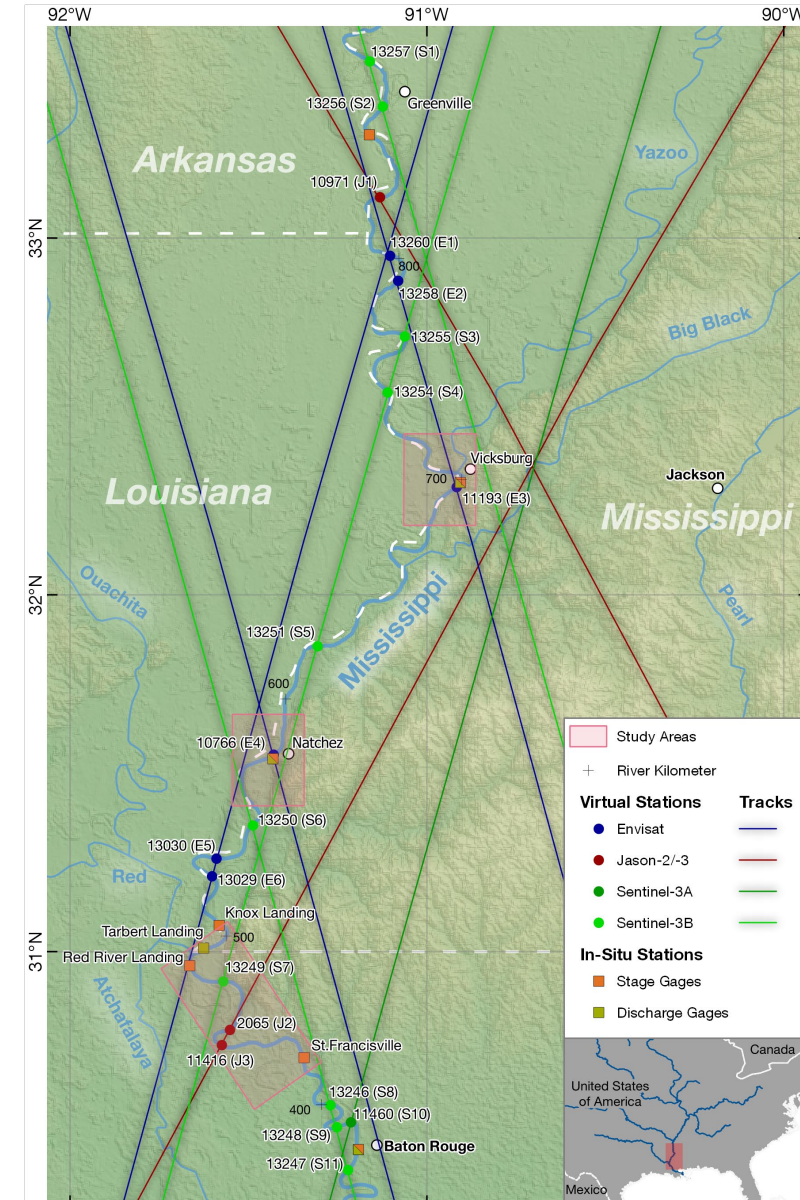 92°W
91°W
90°W
13257 (S1)
Greenville
13256 (S2)
Arkansas
Yazoo
10971 (J1)
33°N
13260 (E1)
800
13258 (E2)
Big Black
13255 (S3)
13254 (S4)
Vicksburg
700
Jackson
Louisiana
11193 (E3)
Mississippi
32°N
Ouachita
Pearl
13251 (S5)
Mississippi
600
10766 (E4)
Natchez
Study Areas
River Kilometer
Virtual Stations
Tracks
13250 (S6)
Envisat
13030 (E5)
Jason-2/-3
Red
13029 (E6)
Sentinel-3A
Knox Landing
Sentinel-3B
Tarbert Landing
500
31°N
Red River Landing
In-Situ Stations
13249 (S7)
Stage Gages
Atchafalaya
Discharge Gages
2065 (J2)
11416 (J3)
St.Francisville
Canada
13246 (S8)
United States
of America
400
11460 (S10)
13248 (S9)
Baton Rouge
13247 (S11)
Mexico